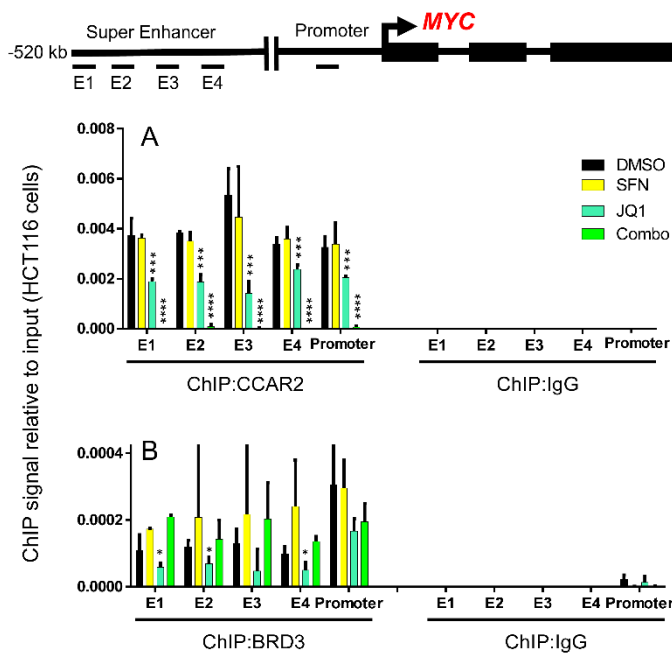 Super Enhancer
Promoter
MYC
-520 kb
E1 E2 E3 E4
ChIP signal relative to input (HCT116 cells)
A
0.008
0.006
0.004
0.002
0.000
DMSO
SFN
JQ1
Combo
*** **** *** **** *** **** *** **** *** ****
E1 E2 E3 E4 Promoter E1 E2 E3 E4 Promoter
ChIP:CCAR2 ChIP:IgG
B
0.0004
0.0002
0.0000
* * *
E1 E2 E3 E4 Promoter E1 E2 E3 E4 Promoter
ChIP:BRD3 ChIP:IgG